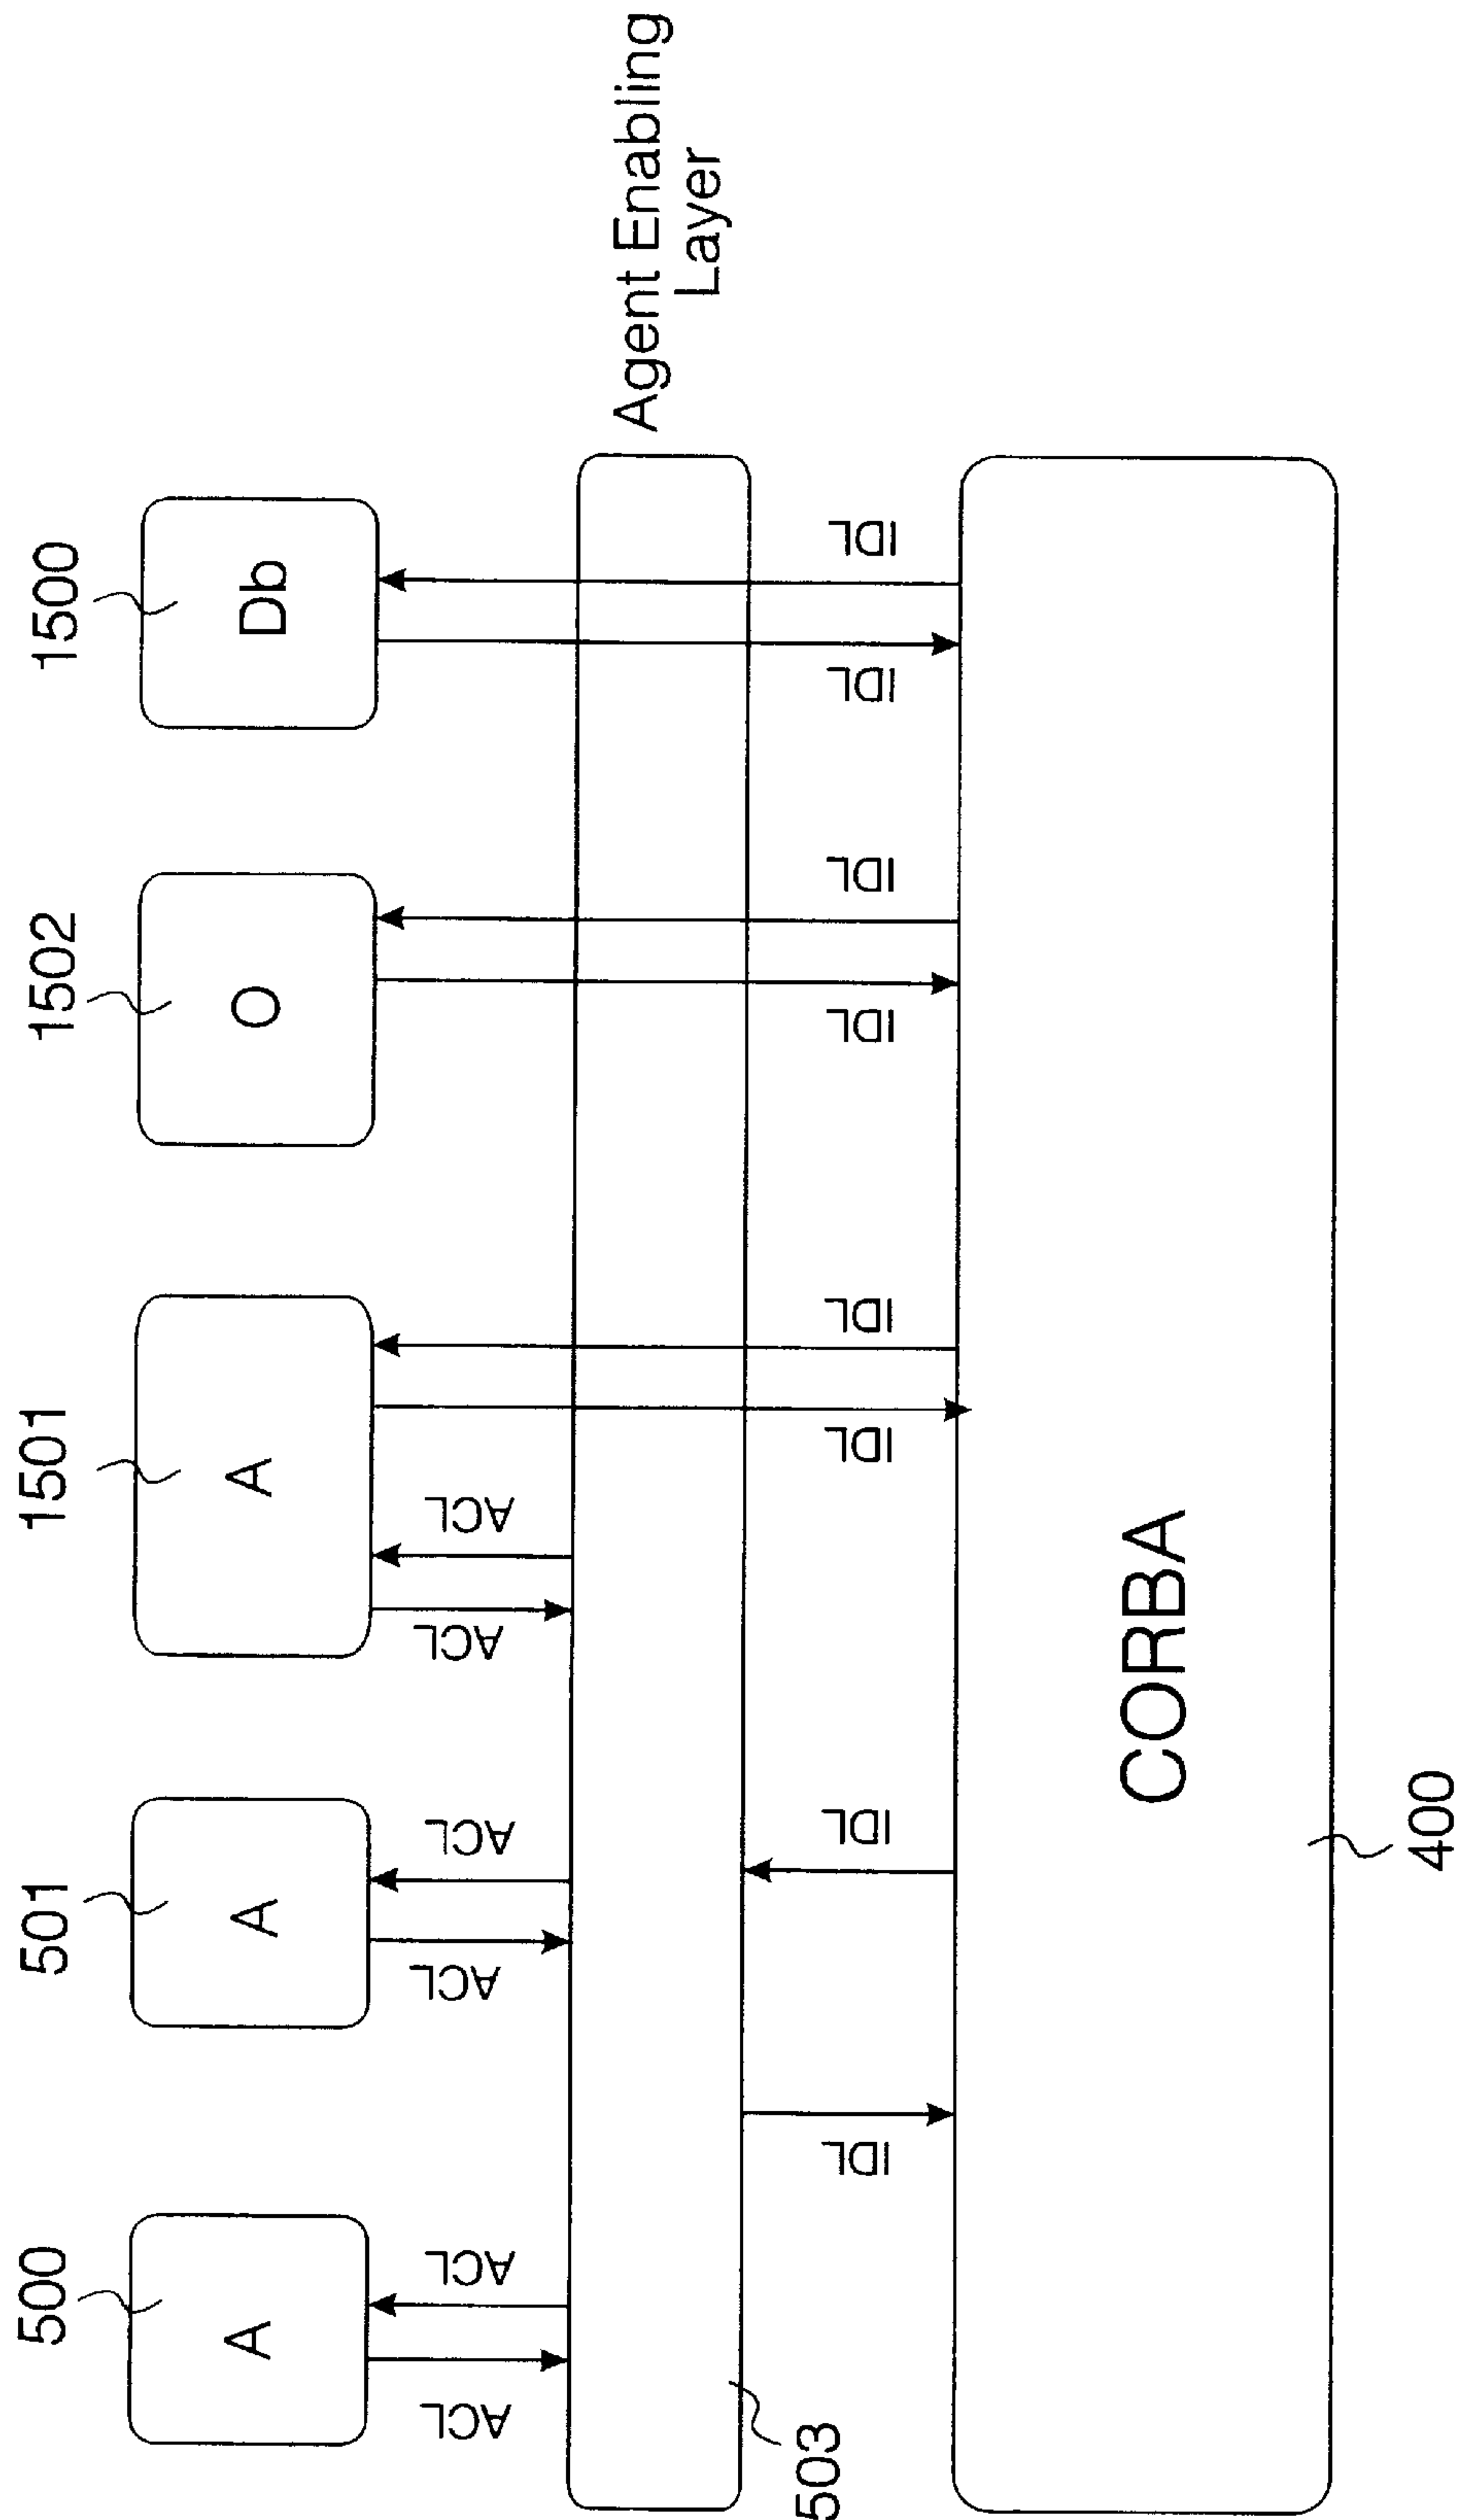 500
501
1501
1502
1500
A
A
A
O
Db
ACL
ACL
ACL
ACL
ACL
ACL
Agent Enabling
Layer
503
IDL
IDL
IDL
IDL
IDL
IDL
IDL
IDL
CORBA
400